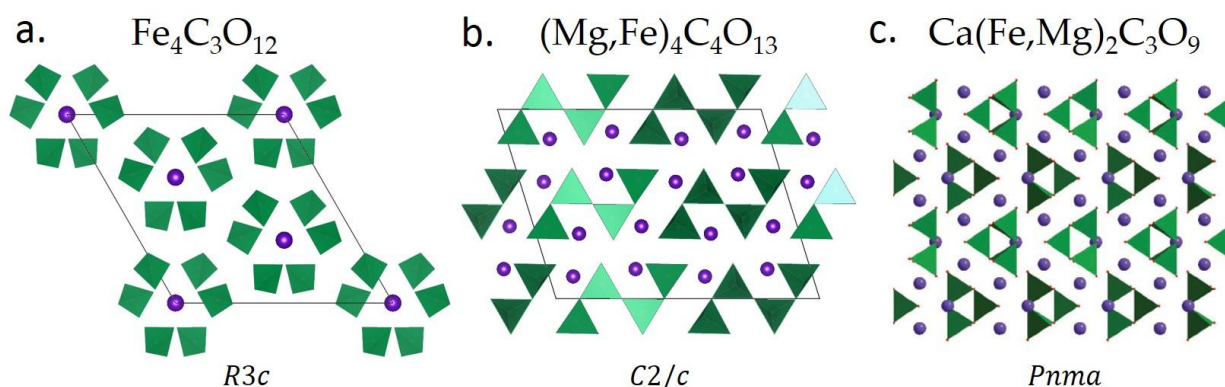 a. Fe₄C₃O₁₂
b. (Mg,Fe)₄C₄O₁₃
c. Ca(Fe,Mg)₂C₃O₉
R3c
C2/c
Pnma